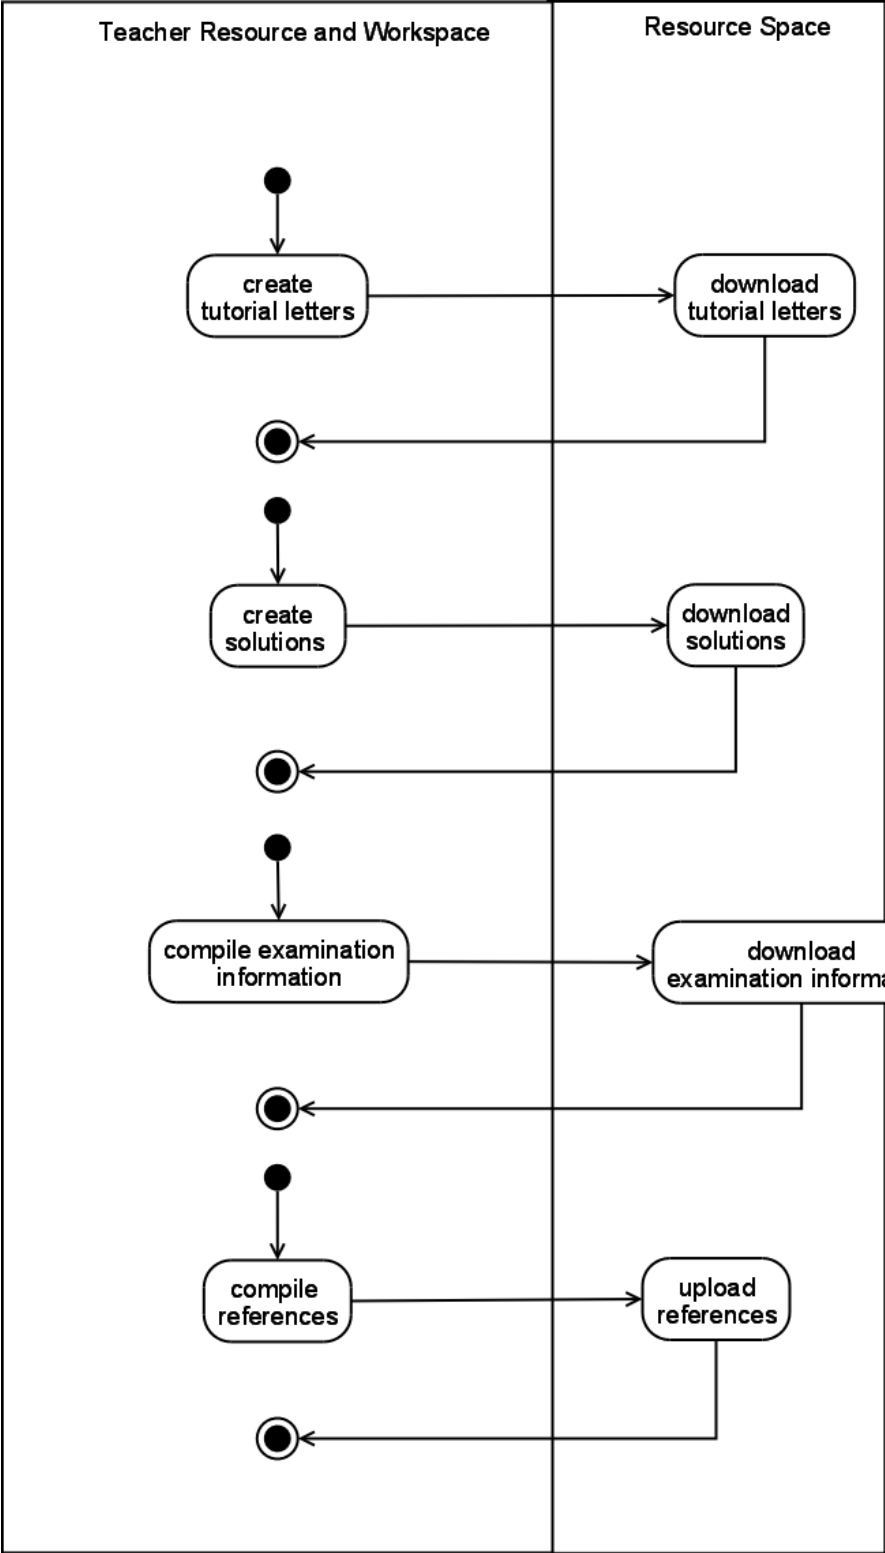 Teacher Resource and Workspace
Resource Space
create
tutorial letters
download
tutorial letters
create
solutions
download
solutions
compile examination
information
download
examination
compile
references
upload
references